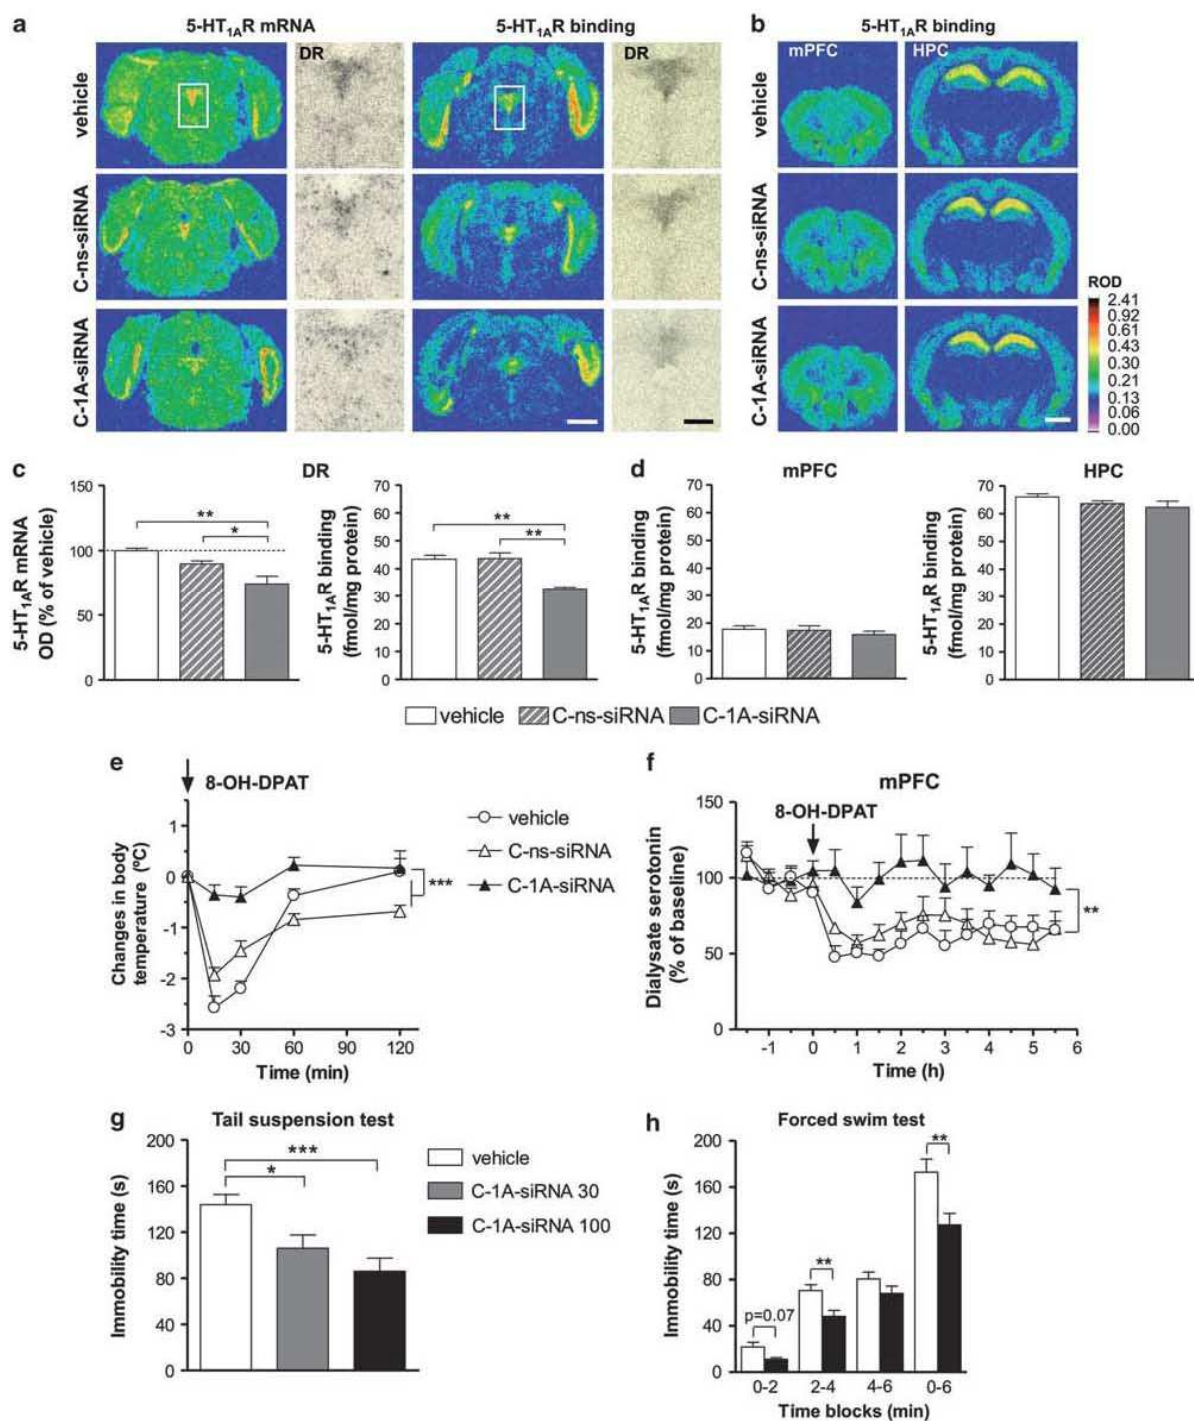 a
5-HT1AR mRNA
5-HT1AR binding
DR
DR
vehicle
C-ns-siRNA
C-1A-siRNA
b
5-HT1AR binding
mPFC
HPC
vehicle
C-ns-siRNA
C-1A-siRNA
ROD
2.41
0.92
0.61
0.43
0.30
0.21
0.13
0.06
0.00
c
DR
5-HT1AR mRNA
OD (% of vehicle)
150
100
50
0
**
*
5-HT1AR binding
(fmol/mg protein)
70
60
50
40
30
20
10
0
**
**
d
mPFC
HPC
5-HT1AR binding
(fmol/mg protein)
70
60
50
40
30
20
10
0
5-HT1AR binding
(fmol/mg protein)
70
60
50
40
30
20
10
0
vehicle
C-ns-siRNA
C-1A-siRNA
e
8-OH-DPAT
vehicle
C-ns-siRNA
C-1A-siRNA
Changes in body
temperature (ºC)
1
0
-1
-2
-3
***
0 30 60 90 120
Time (min)
f
mPFC
8-OH-DPAT
Dialysate serotonin
(% of baseline)
150
100
50
0
**
-1 0 1 2 3 4 5 6
Time (h)
g
Tail suspension test
Immobility time (s)
200
160
120
80
40
0
***
*
vehicle
C-1A-siRNA 30
C-1A-siRNA 100
h
Forced swim test
Immobility time (s)
200
160
120
80
40
0
p=0.07
**
**
0-2 2-4 4-6 0-6
Time blocks (min)